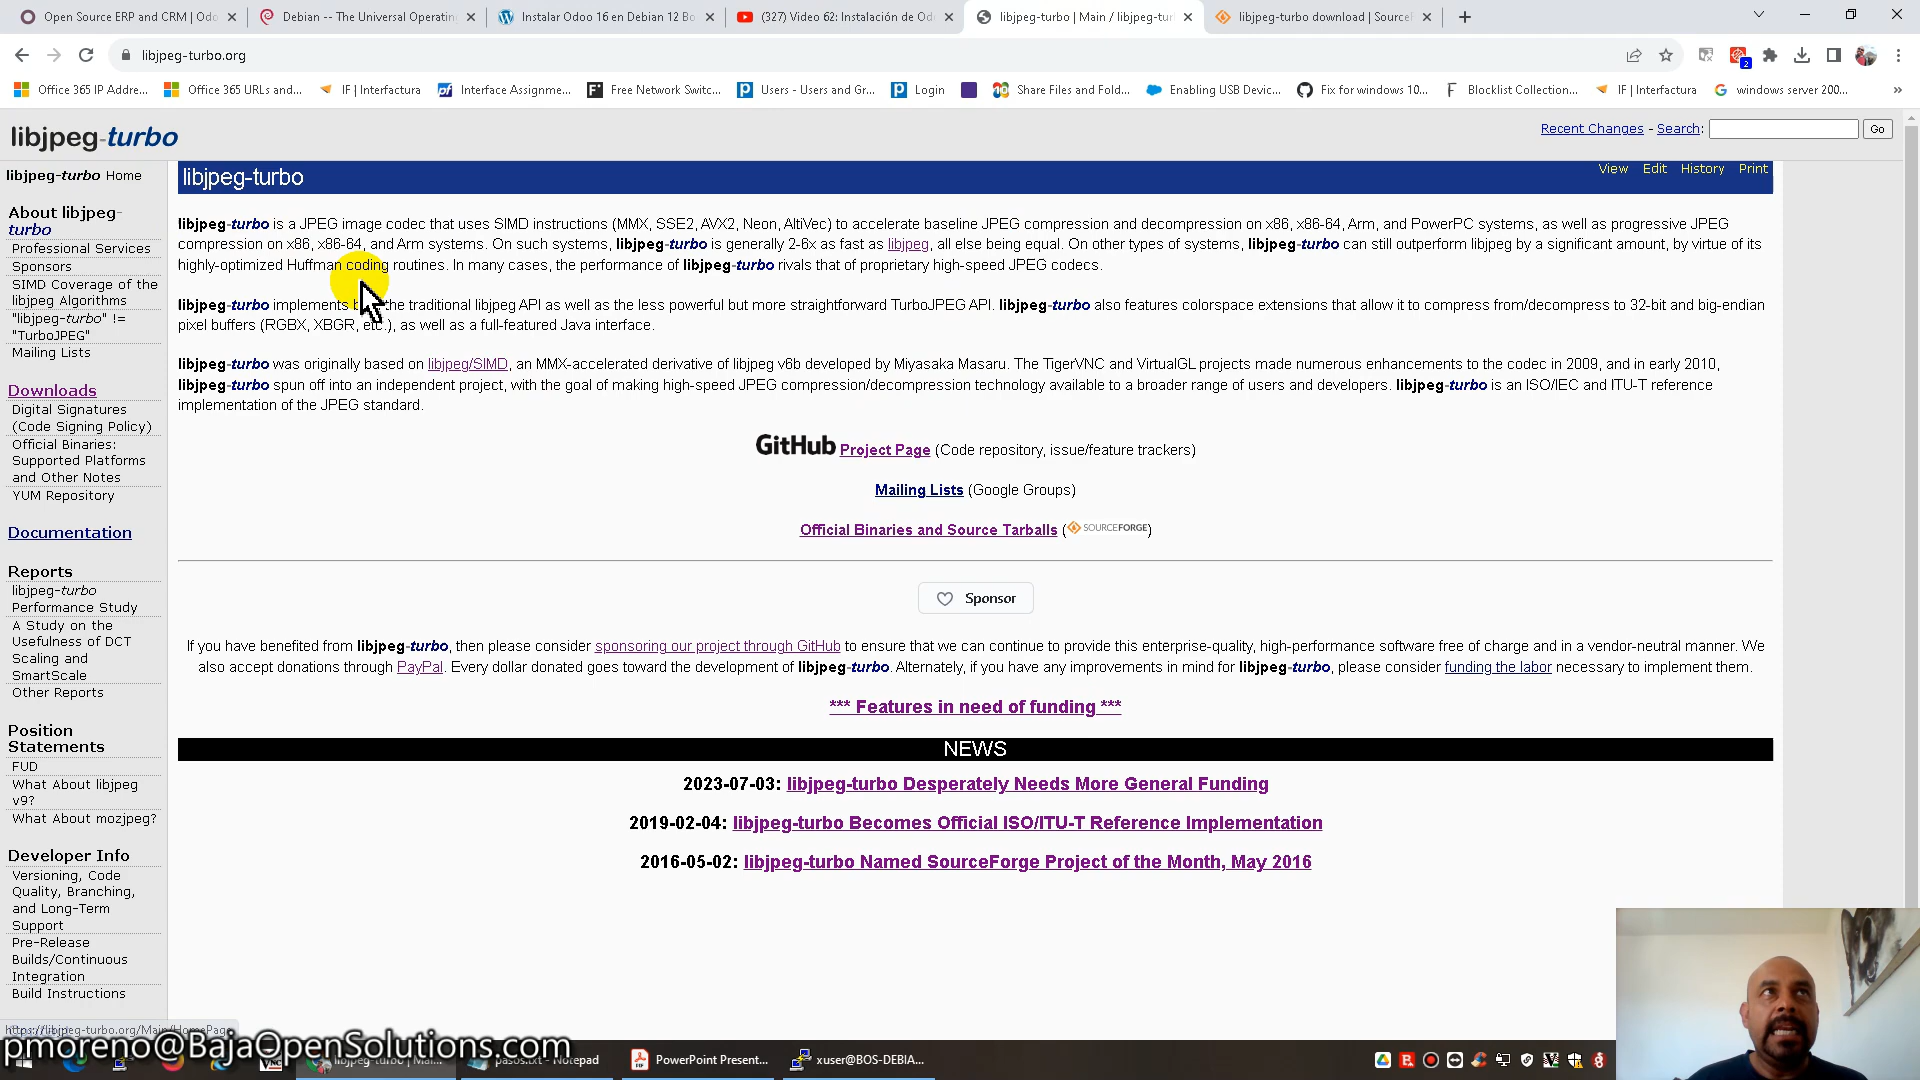 Open Source ERP and CRM | Odo
Debian -- The Universal Operating
Instalar Odoo 16 en Debian 12 Bo
(327) Video 62: Instalación de Od
libjpeg-turbo | Main / libjpeg-tur
libjpeg-turbo download | SourceF
libjpeg-turbo.org
Office 365 IP Addre...
Office 365 URLs and...
IF | Interfactura
Interface Assignme...
Free Network Switc...
Users - Users and Gr...
Login
Share Files and Fold...
Enabling USB Devic...
Fix for windows 10...
Blocklist Collection...
IF | Interfactura
windows server 200...
libjpeg-turbo
Recent Changes - Search:
Go
libjpeg-turbo Home
About libjpeg-
turbo
Professional Services
Sponsors
SIMD Coverage of the
libjpeg Algorithms
"libjpeg-turbo" !=
"TurboJPEG"
Mailing Lists
Downloads
Digital Signatures
(Code Signing Policy)
Official Binaries:
Supported Platforms
and Other Notes
YUM Repository
Documentation
Reports
libjpeg-turbo
Performance Study
A Study on the
Usefulness of DCT
Scaling and
SmartScale
Other Reports
Position
Statements
FUD
What About libjpeg
v9?
What About mozjpeg?
Developer Info
Versioning, Code
Quality, Branching,
and Long-Term
Support
Pre-Release
Builds/Continuous
Integration
Build Instructions
libjpeg-turbo
View Edit History Print
libjpeg-turbo is a JPEG image codec that uses SIMD instructions (MMX, SSE2, AVX2, Neon, AltiVec) to accelerate baseline JPEG compression and decompression on x86, x86-64, Arm, and PowerPC systems, as well as progressive JPEG
compression on x86, x86-64, and Arm systems. On such systems, libjpeg-turbo is generally 2-6x as fast as libjpeg, all else being equal. On other types of systems, libjpeg-turbo can still outperform libjpeg by a significant amount, by virtue of its
highly-optimized Huffman coding routines. In many cases, the performance of libjpeg-turbo rivals that of proprietary high-speed JPEG codecs.
libjpeg-turbo implements the traditional libjpeg API as well as the less powerful but more straightforward TurboJPEG API. libjpeg-turbo also features colorspace extensions that allow it to compress from/decompress to 32-bit and big-endian
pixel buffers (RGBX, XBGR, etc.), as well as a full-featured Java interface.
libjpeg-turbo was originally based on libjpeg/SIMD, an MMX-accelerated derivative of libjpeg v6b developed by Miyasaka Masaru. The TigerVNC and VirtualGL projects made numerous enhancements to the codec in 2009, and in early 2010,
libjpeg-turbo spun off into an independent project, with the goal of making high-speed JPEG compression/decompression technology available to a broader range of users and developers. libjpeg-turbo is an ISO/IEC and ITU-T reference
implementation of the JPEG standard.
GitHub Project Page (Code repository, issue/feature trackers)
Mailing Lists (Google Groups)
Official Binaries and Source Tarballs (SOURCEFORGE)
Sponsor
If you have benefited from libjpeg-turbo, then please consider sponsoring our project through GitHub to ensure that we can continue to provide this enterprise-quality, high-performance software free of charge and in a vendor-neutral manner. We
also accept donations through PayPal. Every dollar donated goes toward the development of libjpeg-turbo. Alternately, if you have any improvements in mind for libjpeg-turbo, please consider funding the labor necessary to implement them.
*** Features in need of funding ***
NEWS
2023-07-03: libjpeg-turbo Desperately Needs More General Funding
2019-02-04: libjpeg-turbo Becomes Official ISO/ITU-T Reference Implementation
2016-05-02: libjpeg-turbo Named SourceForge Project of the Month, May 2016
https://libjpeg-turbo.org/Main/HomePage
pmoreno@BajaOpenSolutions.com
libjpeg-turbo | Mai...
pasos.txt - Notepad
PowerPoint Present...
xuser@BOS-DEBIA...